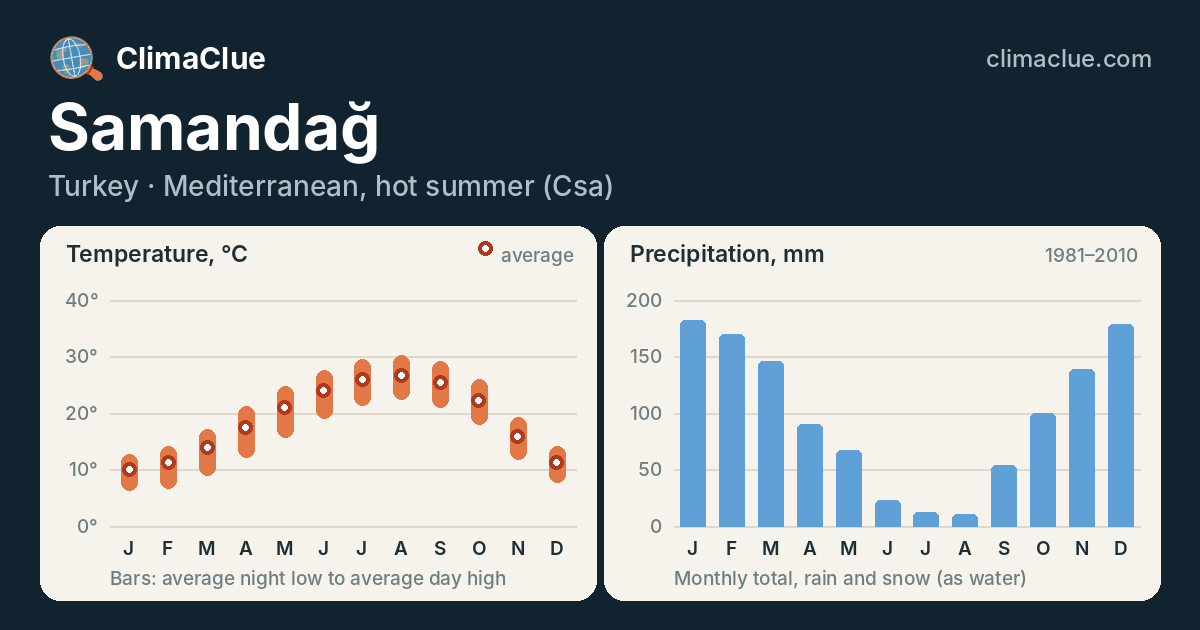 ClimaClue
climaclue.com
Samandağ
Turkey · Mediterranean, hot summer (Csa)
Temperature, °C
average
40°
30°
20°
10°
0°
J F M A M J J A S O N D
Bars: average night low to average day high
Precipitation, mm
1981–2010
200
150
100
50
0
J F M A M J J A S O N D
Monthly total, rain and snow (as water)